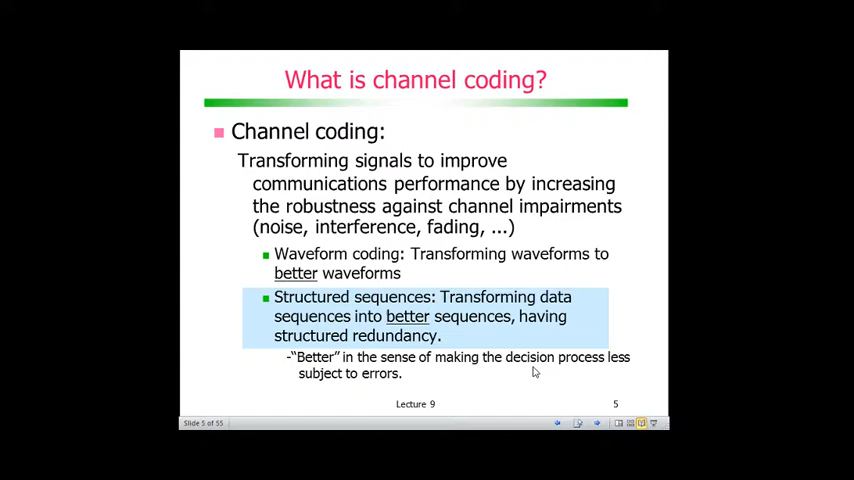 What is channel coding?
Channel coding:
Transforming signals to improve
communications performance by increasing
the robustness against channel impairments
(noise, interference, fading, ...)
Waveform coding: Transforming waveforms to
better waveforms
Structured sequences: Transforming data
sequences into better sequences, having
structured redundancy.
-“Better” in the sense of making the decision process less
subject to errors.
Lecture 9
5
Slide 5 of 55